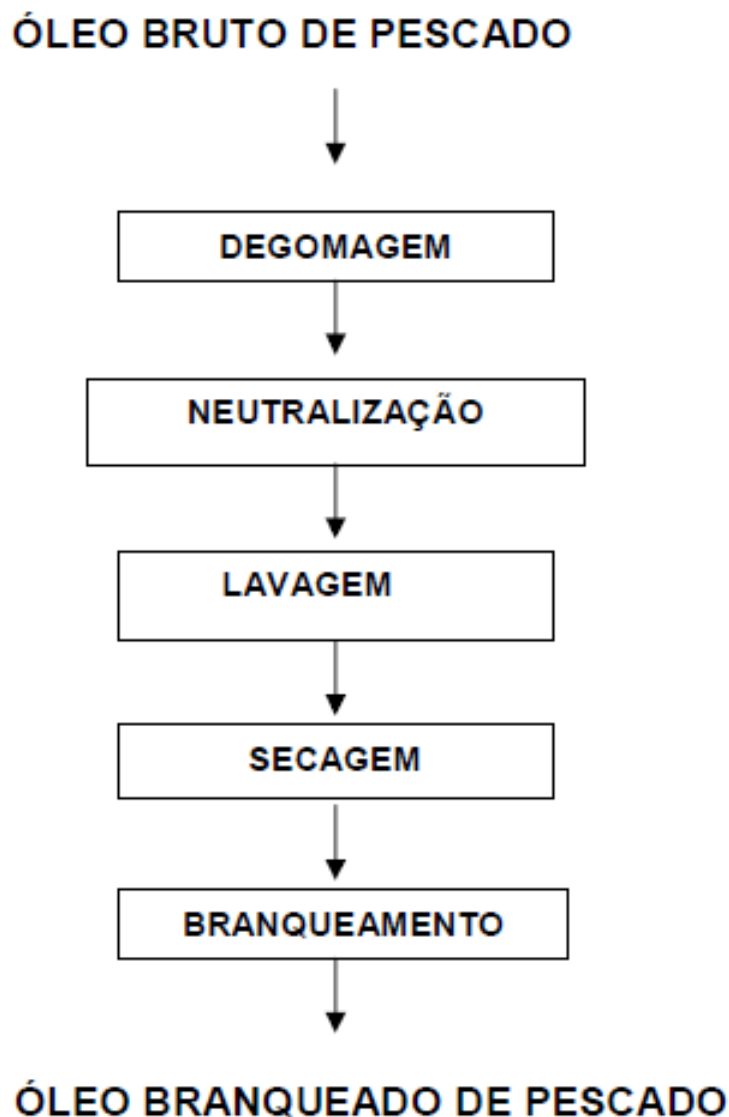 ÓLEO BRUTO DE PESCADO
DEGOMAGEM
NEUTRALIZAÇÃO
LAVAGEM
SECAGEM
BRANQUEAMENTO
ÓLEO BRANQUEADO DE PESCADO